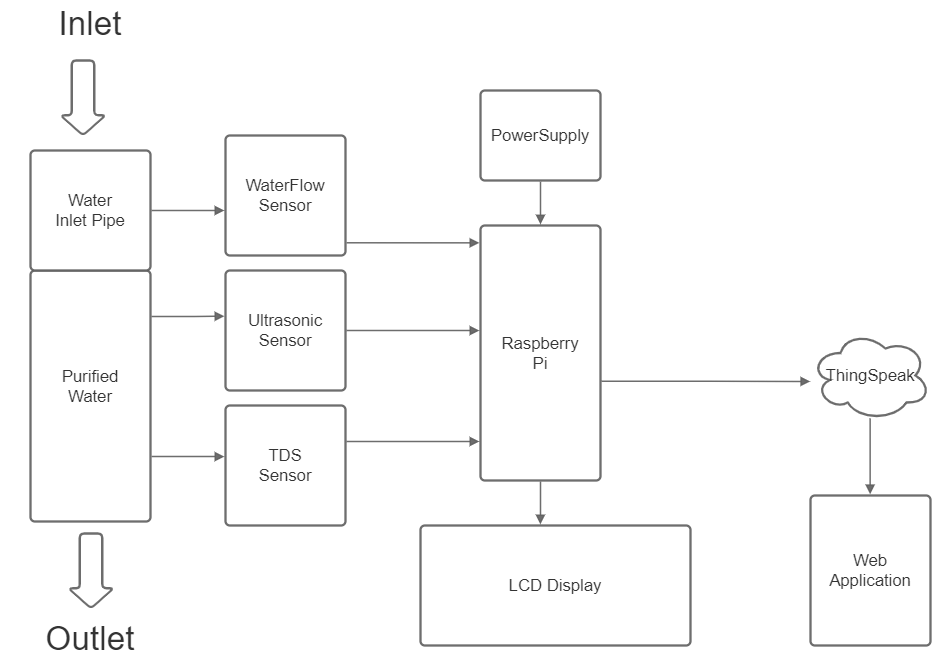 Inlet
Water
Inlet Pipe
WaterFlow
Sensor
PowerSupply
Ultrasonic
Sensor
Raspberry
Pi
Purified
Water
ThingSpeak
TDS
Sensor
LCD Display
Web
Application
Outlet